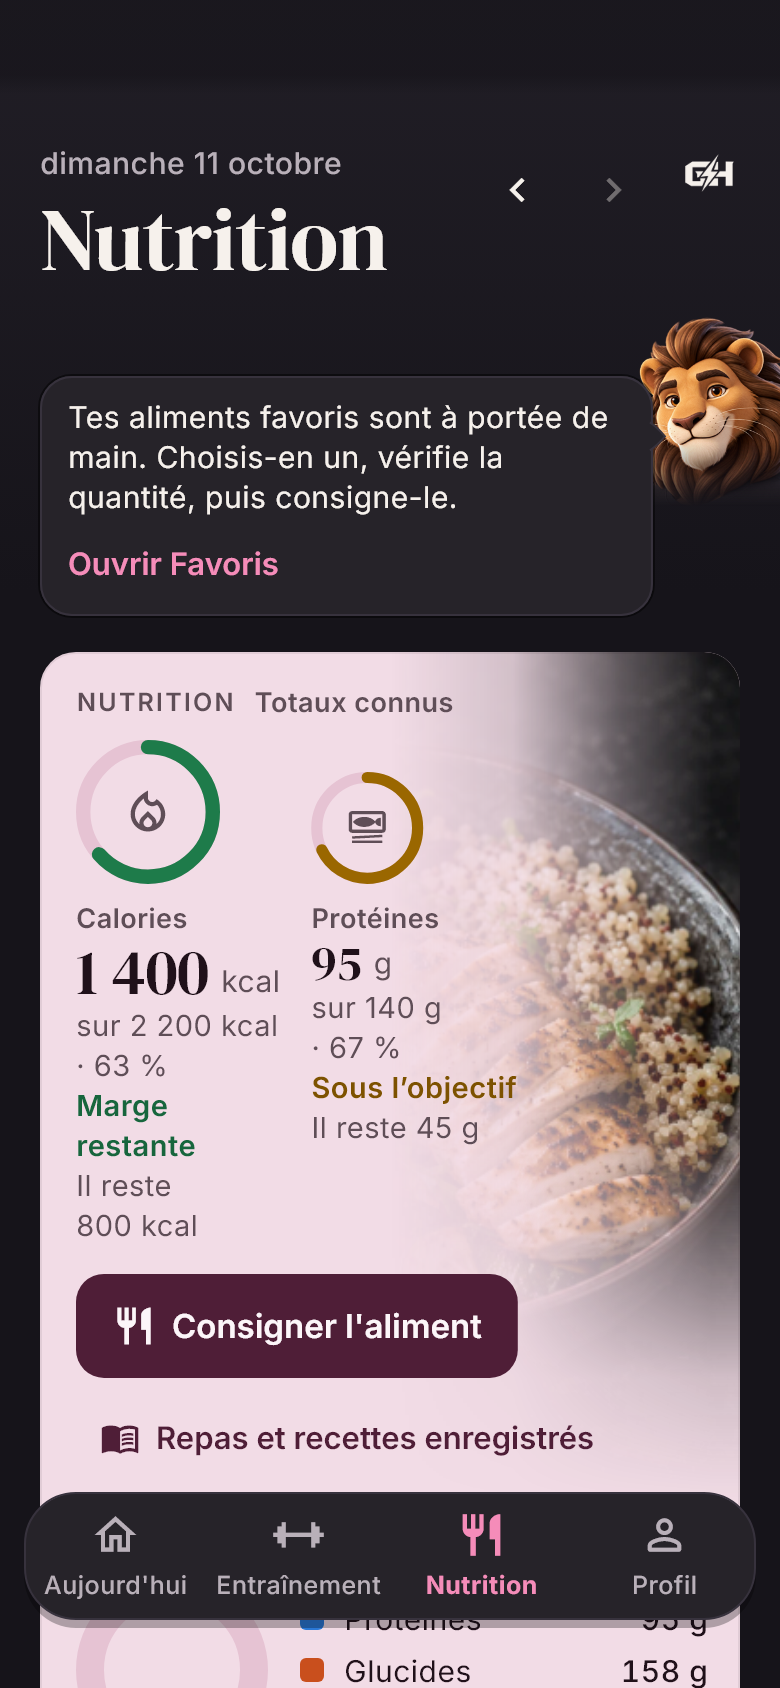 dimanche 11 octobre
Nutrition
GH
Tes aliments favoris sont à portée de
main. Choisis-en un, vérifie la
quantité, puis consigne-le.
Ouvrir Favoris
NUTRITION Totaux connus
Calories
1 400 kcal
sur 2 200 kcal
· 63 %
Marge
restante
Il reste
800 kcal
Protéines
95 g
sur 140 g
· 67 %
Sous l’objectif
Il reste 45 g
Consigner l'aliment
Repas et recettes enregistrés
Aujourd'hui
Entraînement
Nutrition
Profil
Protéines 95 g
Glucides 158 g